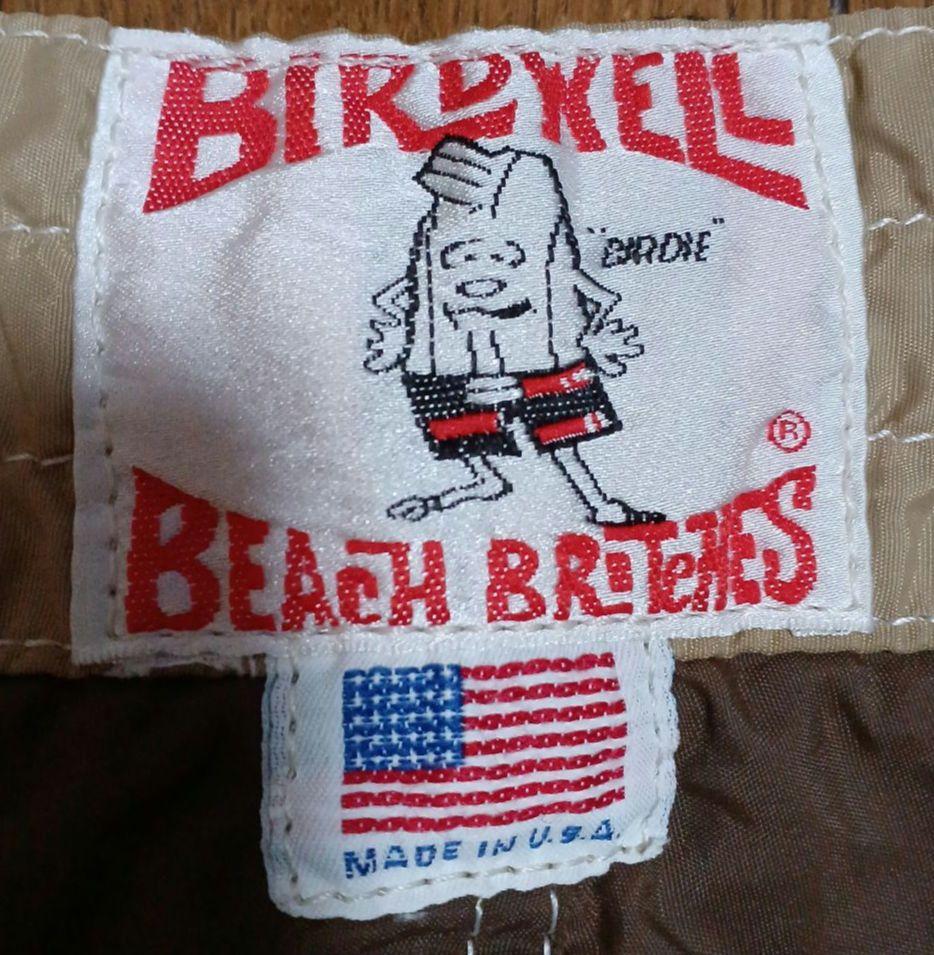 BIRDWELL
"BIRDIE"
®
BEACH BRITCHES
MADE IN U.S.A.